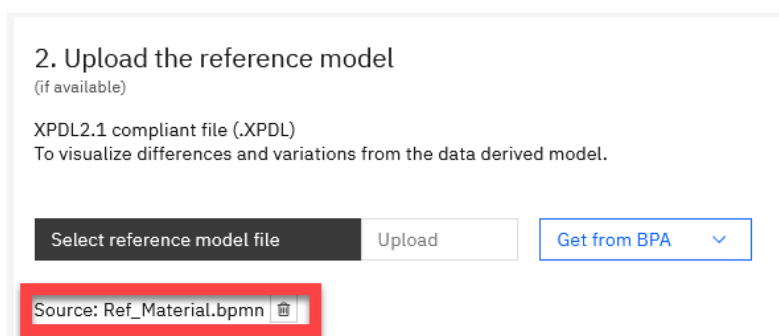 2. Upload the reference model
(if available)
XPDL2.1 compliant file (.XPDL)
To visualize differences and variations from the data derived model.
Select reference model file Upload Get from BPA
Source: Ref_Material.bpmn